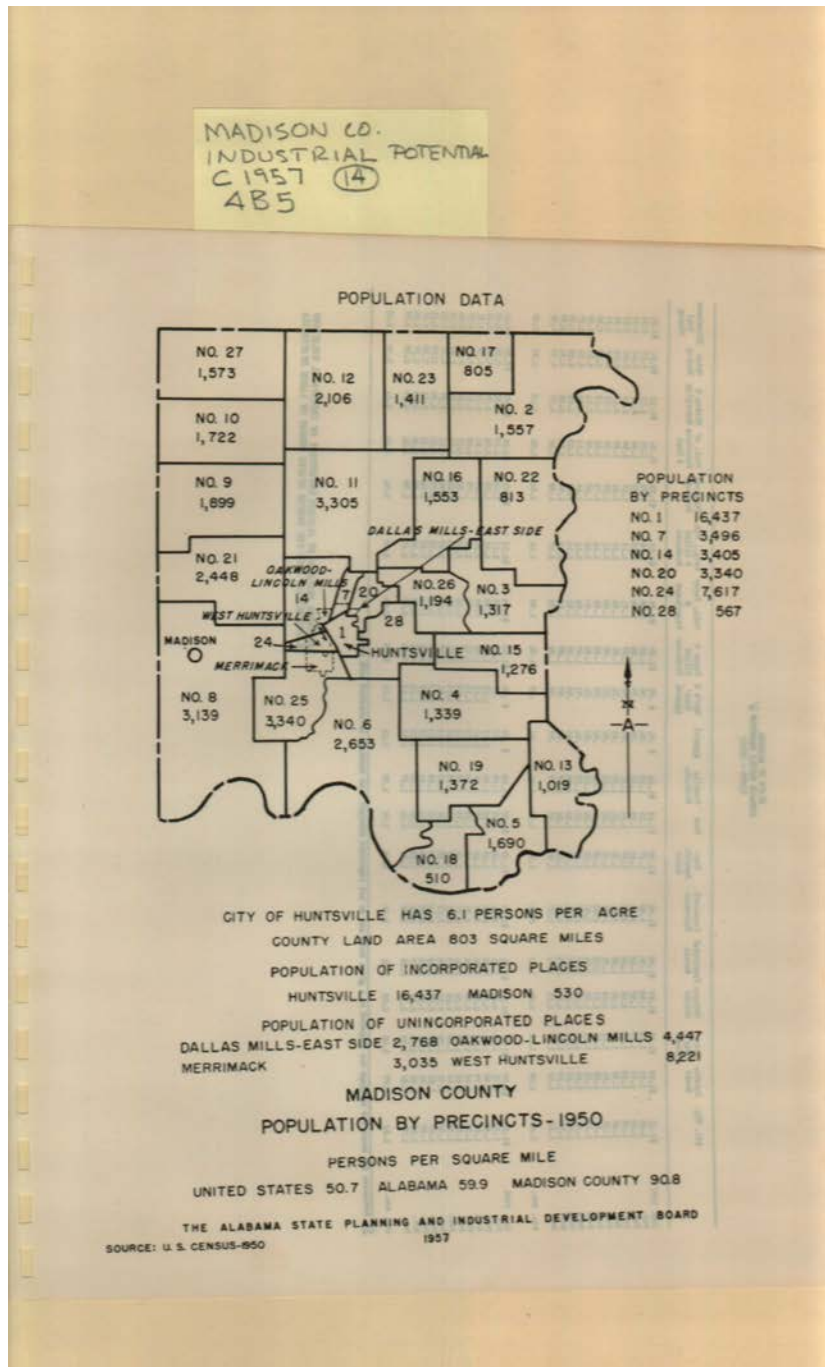 MADISON CO.
INDUSTRIAL POTENTIAL
C 1957 14
4B5
POPULATION DATA
NO. 27
1,573
NO. 12
2,106
NO. 23
1,411
NO. 17
805
NO. 2
1,557
NO. 10
1,722
NO. 9
1,899
NO. 11
3,305
NO. 16
1,553
NO. 22
813
POPULATION
BY PRECINCTS
NO. 1 16,437
NO. 7 3,496
NO. 14 3,405
NO. 20 3,340
NO. 24 7,617
NO. 28 567
DALLAS MILLS-EAST SIDE
NO. 21
2,448
OAKWOOD-
LINCOLN MILLS
14
7
20
NO. 26
1,194
NO. 3
1,317
WEST HUNTSVILLE
28
1
24
MADISON
HUNTSVILLE
MERRIMACK
NO. 15
1,276
NO. 8
3,139
NO. 25
3,340
NO. 6
2,653
NO. 4
1,339
N
A
NO. 19
1,372
NO. 13
1,019
NO. 5
1,690
NO. 18
510
CITY OF HUNTSVILLE HAS 6.1 PERSONS PER ACRE
COUNTY LAND AREA 803 SQUARE MILES
POPULATION OF INCORPORATED PLACES
HUNTSVILLE 16,437 MADISON 530
POPULATION OF UNINCORPORATED PLACES
DALLAS MILLS-EAST SIDE 2,768 OAKWOOD-LINCOLN MILLS 4,447
MERRIMACK 3,035 WEST HUNTSVILLE 8,221
MADISON COUNTY
POPULATION BY PRECINCTS-1950
PERSONS PER SQUARE MILE
UNITED STATES 50.7 ALABAMA 59.9 MADISON COUNTY 90.8
THE ALABAMA STATE PLANNING AND INDUSTRIAL DEVELOPMENT BOARD
1957
SOURCE: U. S. CENSUS-1950